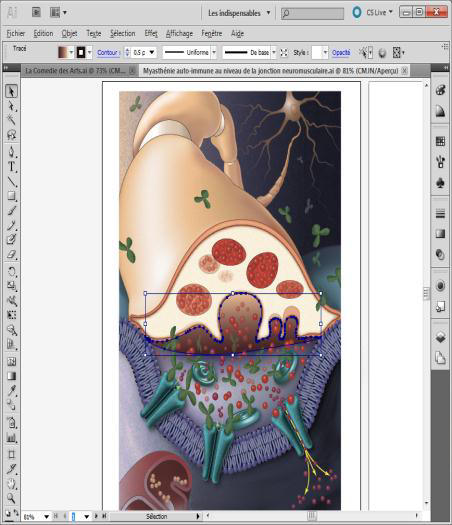 Ai Br Les indispensables CS Live
Fichier Edition Objet Texte Sélection Effet Affichage Fenêtre Aide
Tracé Contour : 0.5 p Uniforme De base Style : Opacité
La Comedie des Arts.ai @ 73% (CM... Myasthénie auto-immune au niveau de la jonction neuromusculaire.ai @ 81% (CMJN/Aperçu)
81% 1 Sélection